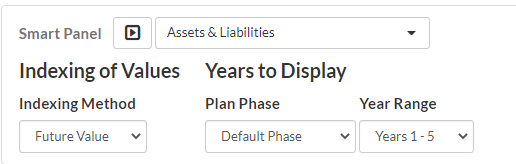 Smart Panel Assets & Liabilities
Indexing of Values Years to Display
Indexing Method Plan Phase Year Range
Future Value Default Phase Years 1 - 5